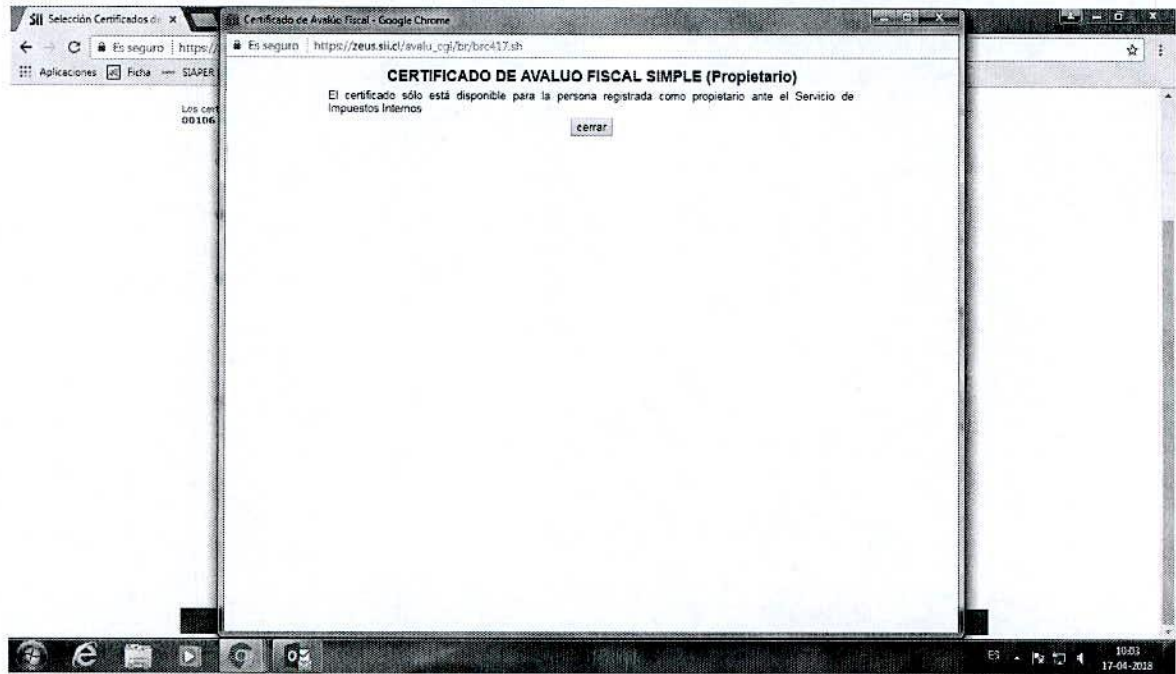 Sii Selección Certificados de
Sii Certificado de Avalúo Fiscal - Google Chrome
Es seguro https://
Es seguro https://zeus.sii.cl/avalu_cgi/br/brc417.sh
Aplicaciones Ficha SIAPER
CERTIFICADO DE AVALUO FISCAL SIMPLE (Propietario)
El certificado sólo está disponible para la persona registrada como propietario ante el Servicio de
Impuestos Internos
cerrar
Los cert
00106
ES
10:03
17-04-2018